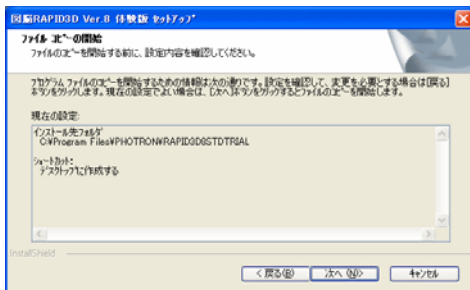 図脳RAPID3D Ver.8 体験版 セットアップ
ファイル コピーの開始
ファイルのコピーを開始する前に、設定内容を確認してください。
プログラム ファイルのコピーを開始するための情報は次の通りです。設定を確認して、変更を必要とする場合は[戻る]
ボタンをクリックします。現在の設定でよい場合は、[次へ]ボタンをクリックするとファイルのコピーを開始します。
現在の設定:
インストール先フォルダ
C:¥Program Files¥PHOTRON¥RAPID3D8STDTRIAL
ショートカット:
デスクトップに作成する
InstallShield
< 戻る(B)
次へ (N)>
キャンセル